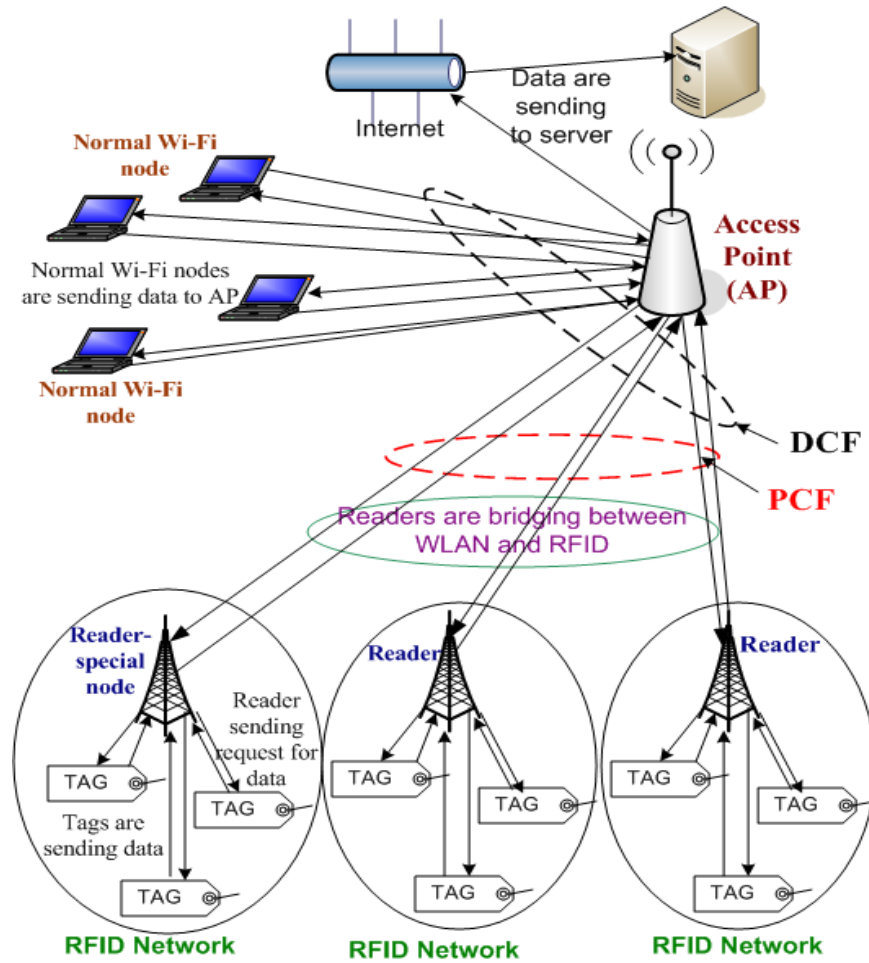 Data are
sending
to server
Internet
Normal Wi-Fi
node
Access
Point
(AP)
Normal Wi-Fi nodes
are sending data to AP
Normal Wi-Fi
node
DCF
PCF
Readers are bridging between
WLAN and RFID
Reader-
special
node
Reader
sending
request for
data
TAG
TAG
Tags are
sending data
TAG
RFID Network
Reader
TAG
TAG
TAG
RFID Network
Reader
TAG
TAG
TAG
RFID Network